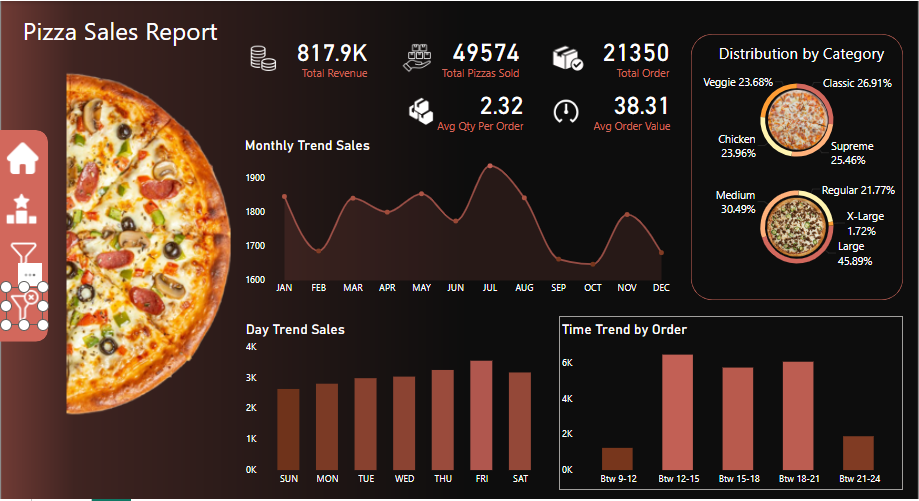 Pizza Sales Report
817.9K
Total Revenue
49574
Total Pizzas Sold
21350
Total Order
2.32
Avg Qty Per Order
38.31
Avg Order Value
Distribution by Category
Veggie 23.68%
Classic 26.91%
Chicken
23.96%
Supreme
25.46%
Medium
30.49%
Regular 21.77%
X-Large
1.72%
Large
45.89%
Monthly Trend Sales
1900
1800
1700
1600
JAN FEB MAR APR MAY JUN JUL AUG SEP OCT NOV DEC
Day Trend Sales
4K
3K
2K
1K
0K
SUN MON TUE WED THU FRI SAT
Time Trend by Order
6K
4K
2K
0K
Btw 9-12 Btw 12-15 Btw 15-18 Btw 18-21 Btw 21-24